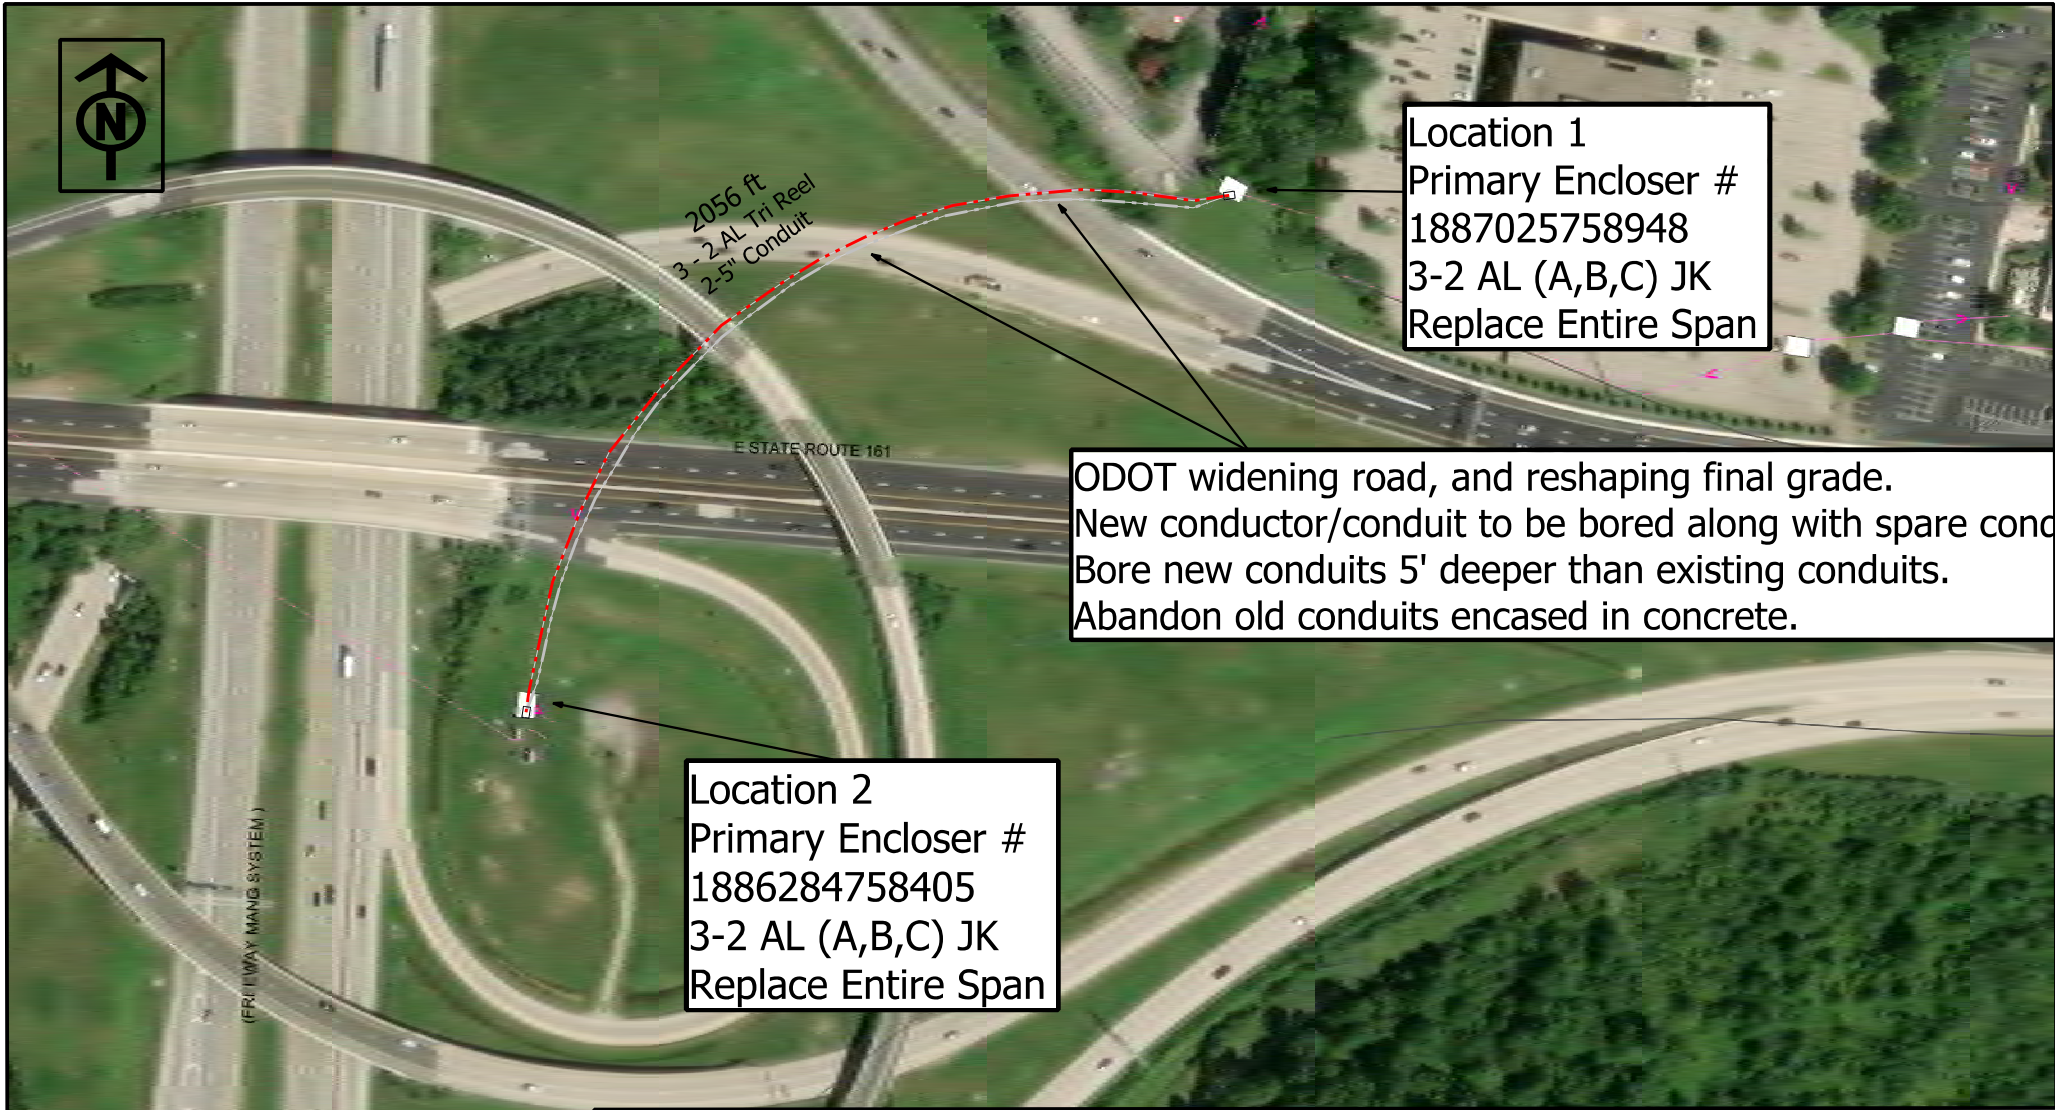 N
2056 ft
3 - 2 AL Tri Reel
2-5" Conduit
Location 1
Primary Encloser #
1887025758948
3-2 AL (A,B,C) JK
Replace Entire Span
E STATE ROUTE 161
ODOT widening road, and reshaping final grade.
New conductor/conduit to be bored along with spare cond
Bore new conduits 5' deeper than existing conduits.
Abandon old conduits encased in concrete.
Location 2
Primary Encloser #
1886284758405
3-2 AL (A,B,C) JK
Replace Entire Span
WAY MANG SYSTEM)